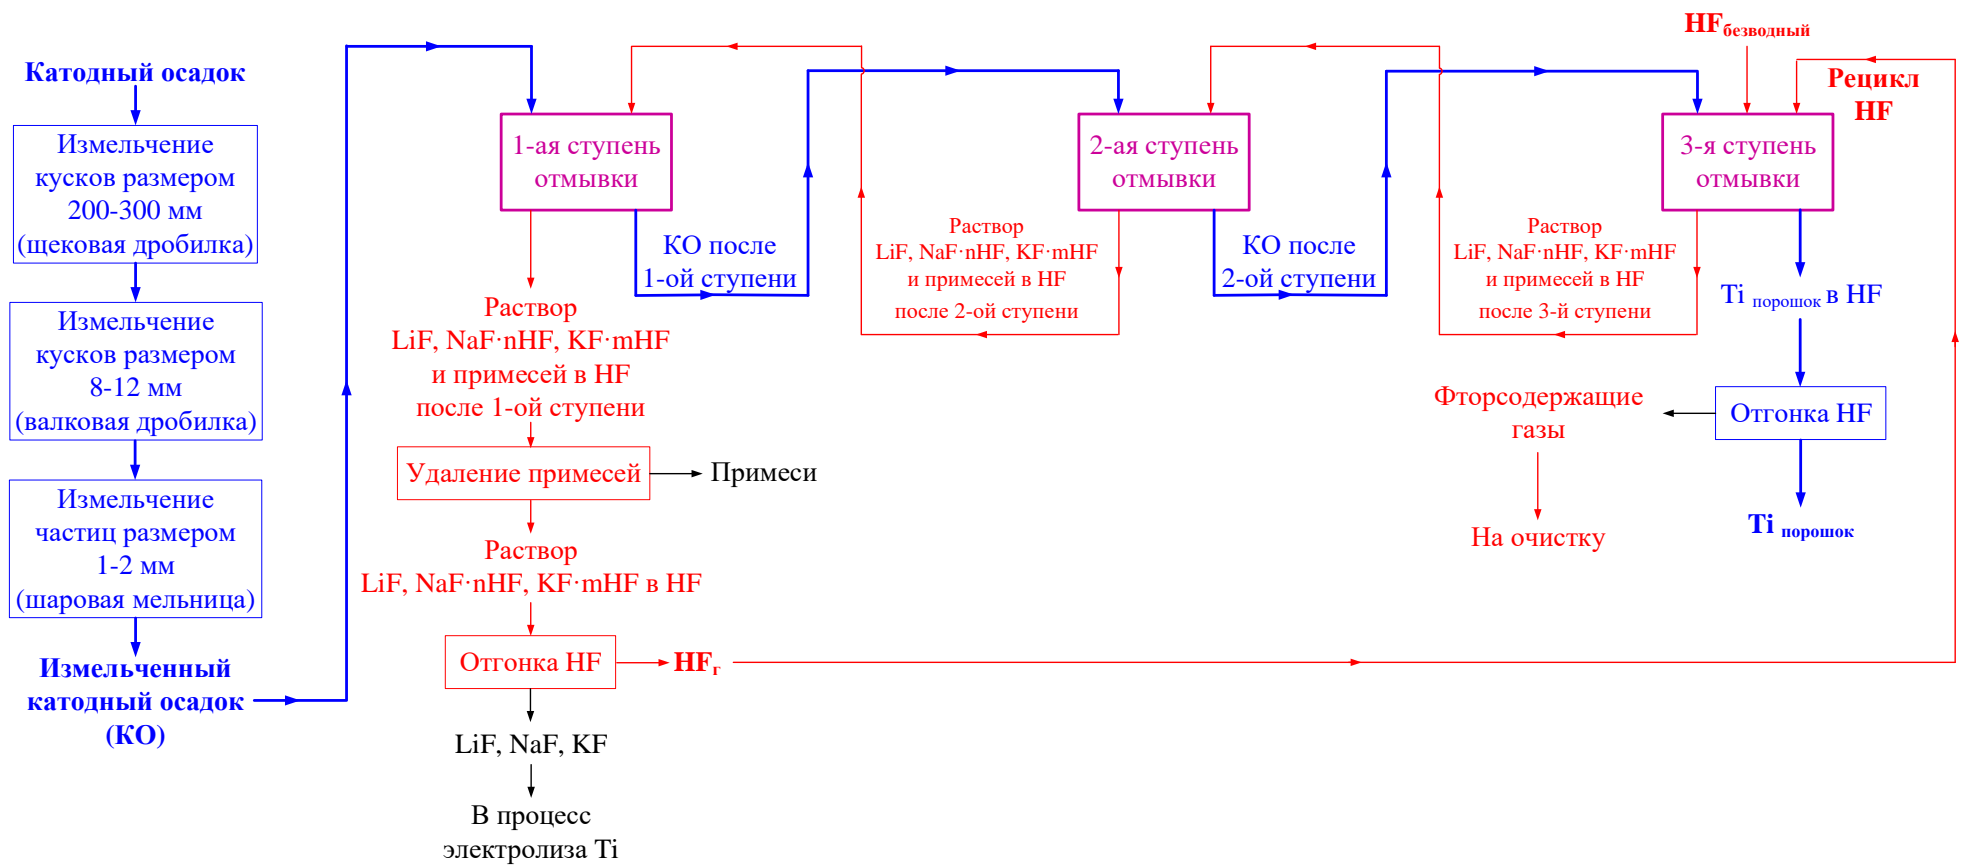 Катодный осадок
Измельчение
кусков размером
200-300 мм
(щековая дробилка)
Измельчение
кусков размером
8-12 мм
(валковая дробилка)
Измельчение
частиц размером
1-2 мм
(шаровая мельница)
Измельченный
катодный осадок
(КО)
1-ая ступень
отмывки
КО после
1-ой ступени
Раствор
LiF, NaF·nHF, KF·mHF
и примесей в HF
после 1-ой ступени
Удаление примесей
Примеси
Раствор
LiF, NaF·nHF, KF·mHF в HF
Отгонка HF
HFг
LiF, NaF, KF
В процесс
электролиза Ti
2-ая ступень
отмывки
Раствор
LiF, NaF·nHF, KF·mHF
и примесей в HF
после 2-ой ступени
КО после
2-ой ступени
HFбезводный
Рецикл
HF
3-я ступень
отмывки
Раствор
LiF, NaF·nHF, KF·mHF
и примесей в HF
после 3-й ступени
Ti порошок в HF
Отгонка HF
Фторсодержащие
газы
На очистку
Ti порошок